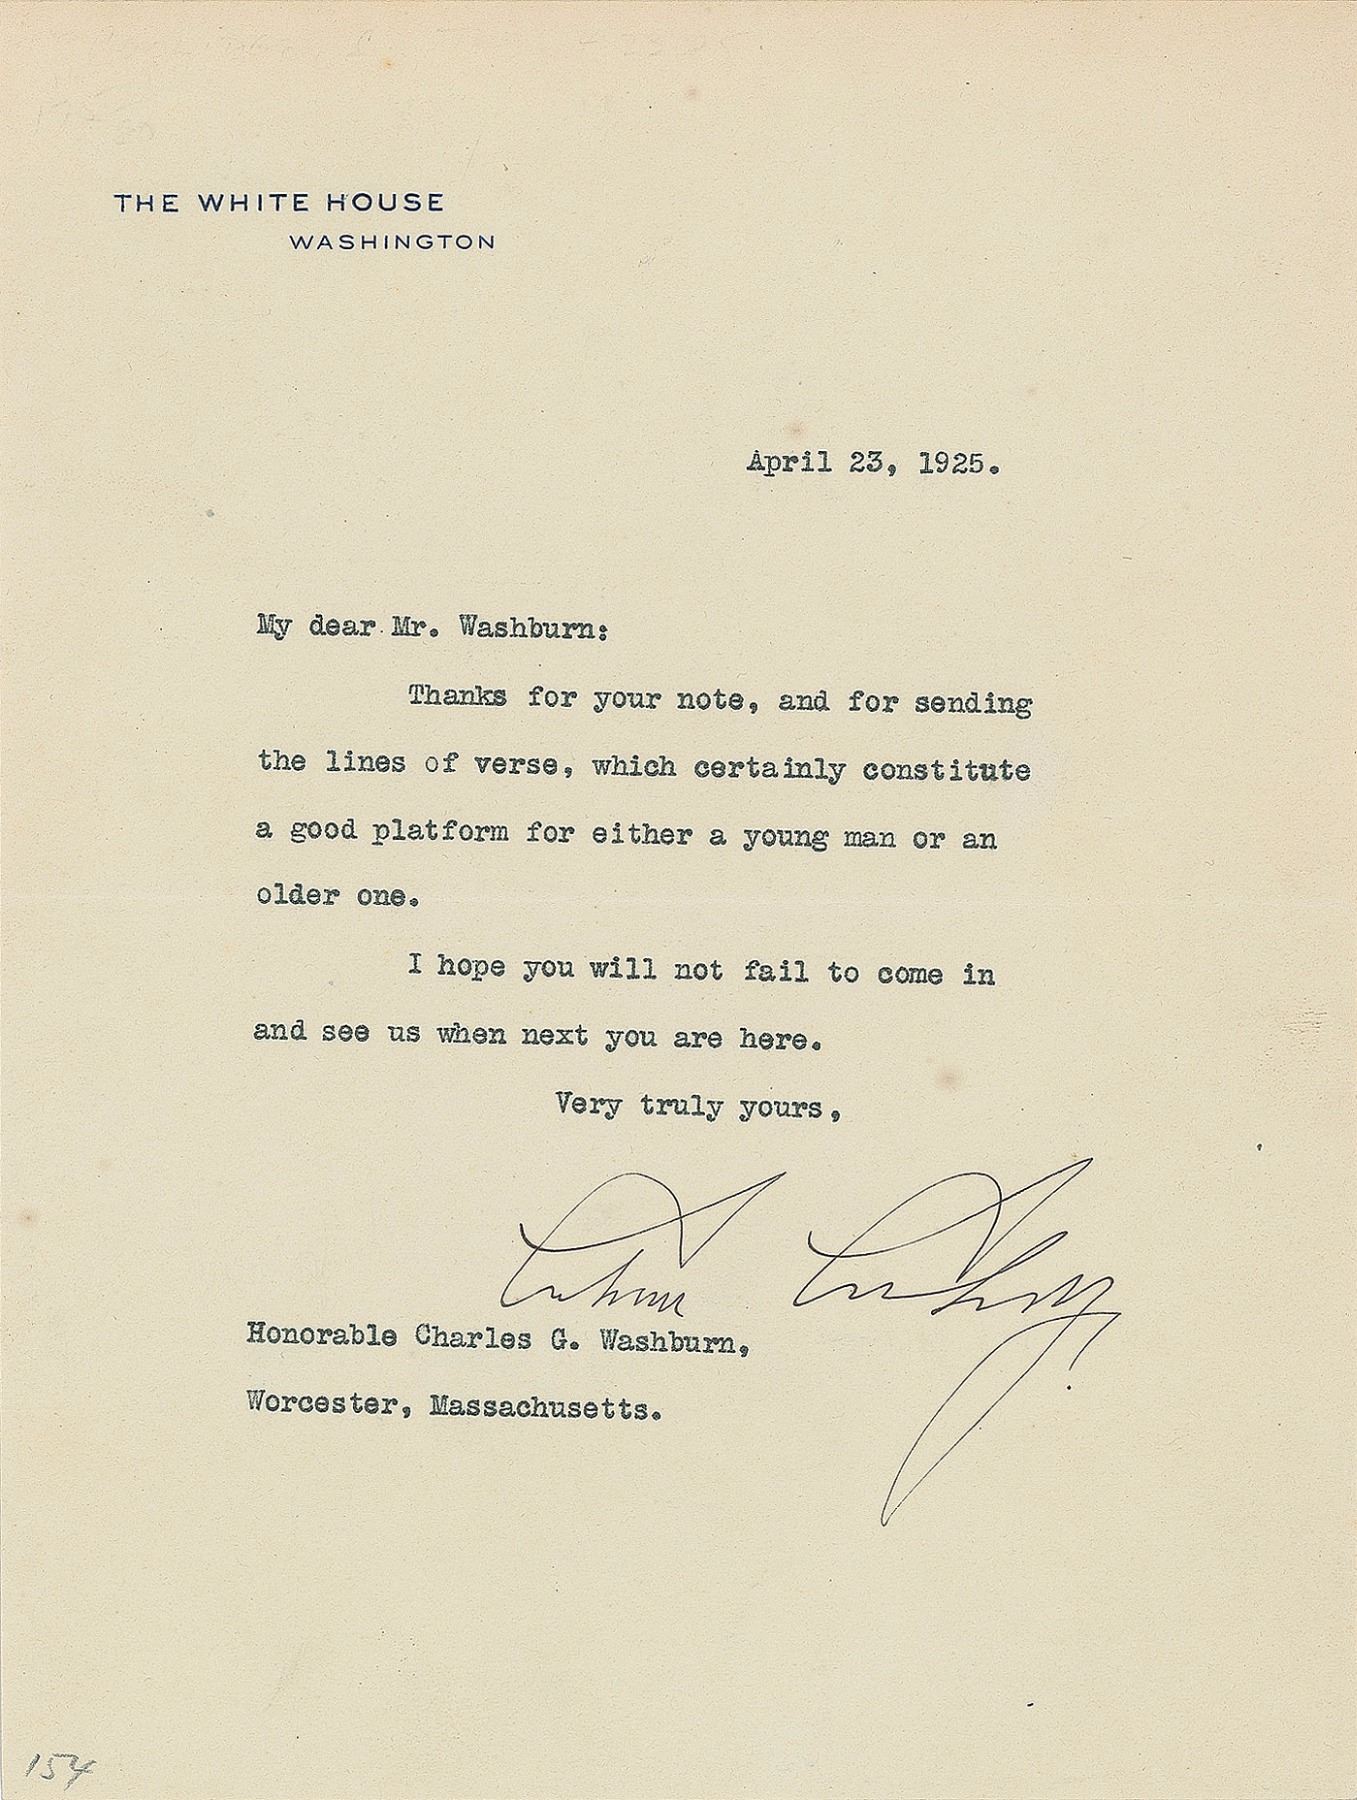 THE WHITE HOUSE
WASHINGTON
April 23, 1925.
My dear Mr. Washburn:
Thanks for your note, and for sending
the lines of verse, which certainly constitute
a good platform for either a young man or an
older one.
I hope you will not fail to come in
and see us when next you are here.
Very truly yours,
Calvin Coolidge
Honorable Charles G. Washburn,
Worcester, Massachusetts.
154